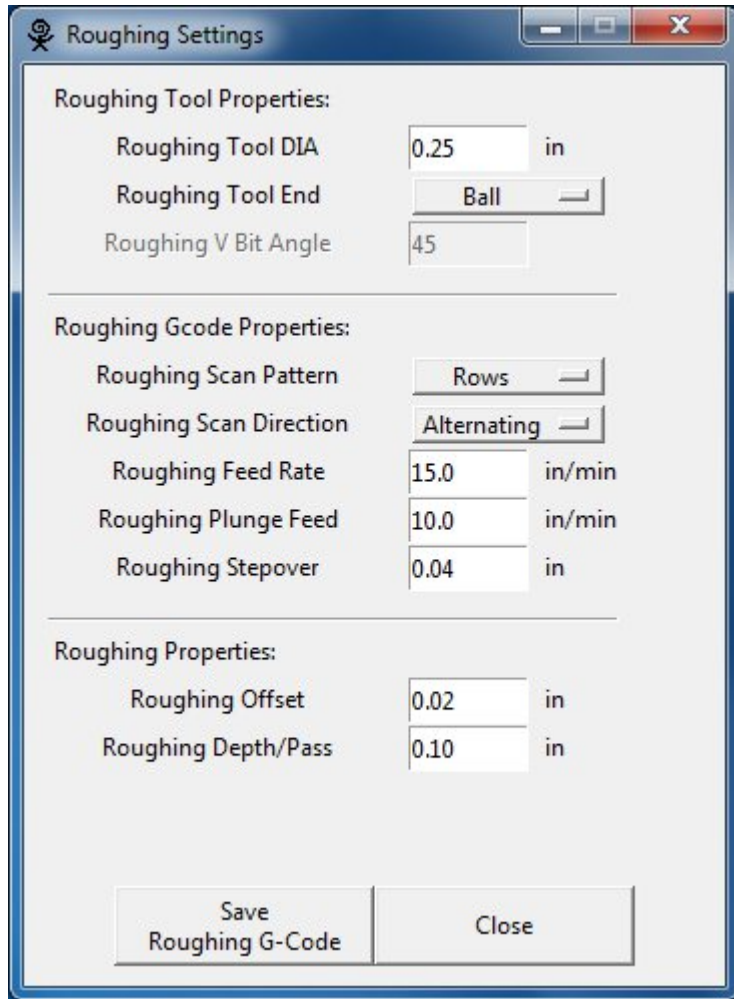 Roughing Settings
Roughing Tool Properties:
Roughing Tool DIA 0.25 in
Roughing Tool End Ball
Roughing V Bit Angle 45
Roughing Gcode Properties:
Roughing Scan Pattern Rows
Roughing Scan Direction Alternating
Roughing Feed Rate 15.0 in/min
Roughing Plunge Feed 10.0 in/min
Roughing Stepover 0.04 in
Roughing Properties:
Roughing Offset 0.02 in
Roughing Depth/Pass 0.10 in
Save
Roughing G-Code
Close